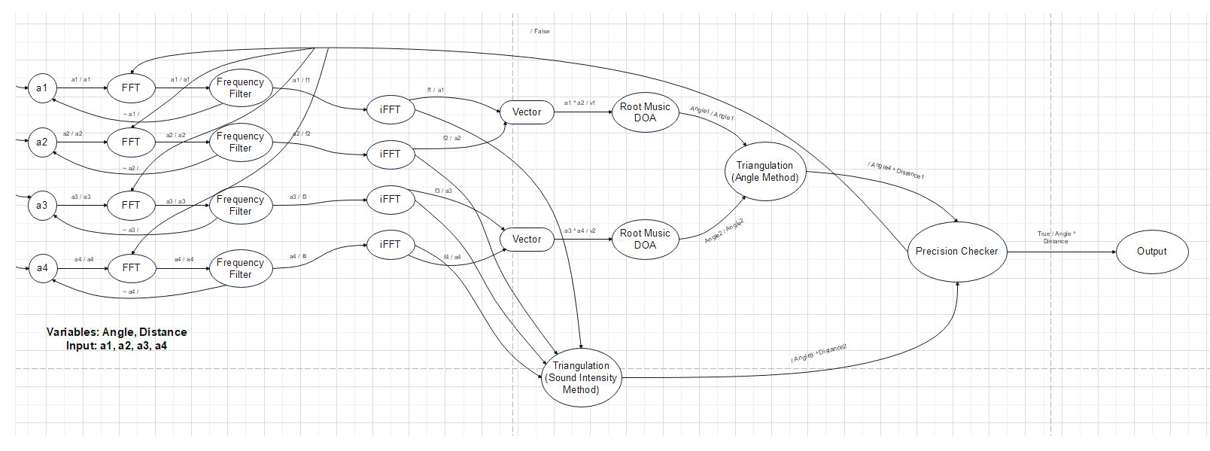 / False
a1
a1 / a1
FFT
a1 / a1
Frequency
Filter
a1 / f1
~ a1 /
iFFT
f1 / a1
Vector
a1 * a2 / v1
Root Music
DOA
Angle1 / Angle1
a2
a2 / a2
FFT
a2 / a2
Frequency
Filter
a2 / f2
~ a2 /
iFFT
f2 / a2
Triangulation
(Angle Method)
/ Angle4 * Distance1
a3
a3 / a3
FFT
a3 / a3
Frequency
Filter
a3 / f3
~ a3 /
iFFT
f3 / a3
Vector
a3 * a4 / v2
Root Music
DOA
Angle2 / Angle2
a4
a4 / a4
FFT
a4 / a4
Frequency
Filter
a4 / f4
~ a4 /
iFFT
f4 / a4
Precision Checker
True / Angle *
Distance
Output
Variables: Angle, Distance
Input: a1, a2, a3, a4
Triangulation
(Sound Intensity
Method)
/ Angle3 * Distance2